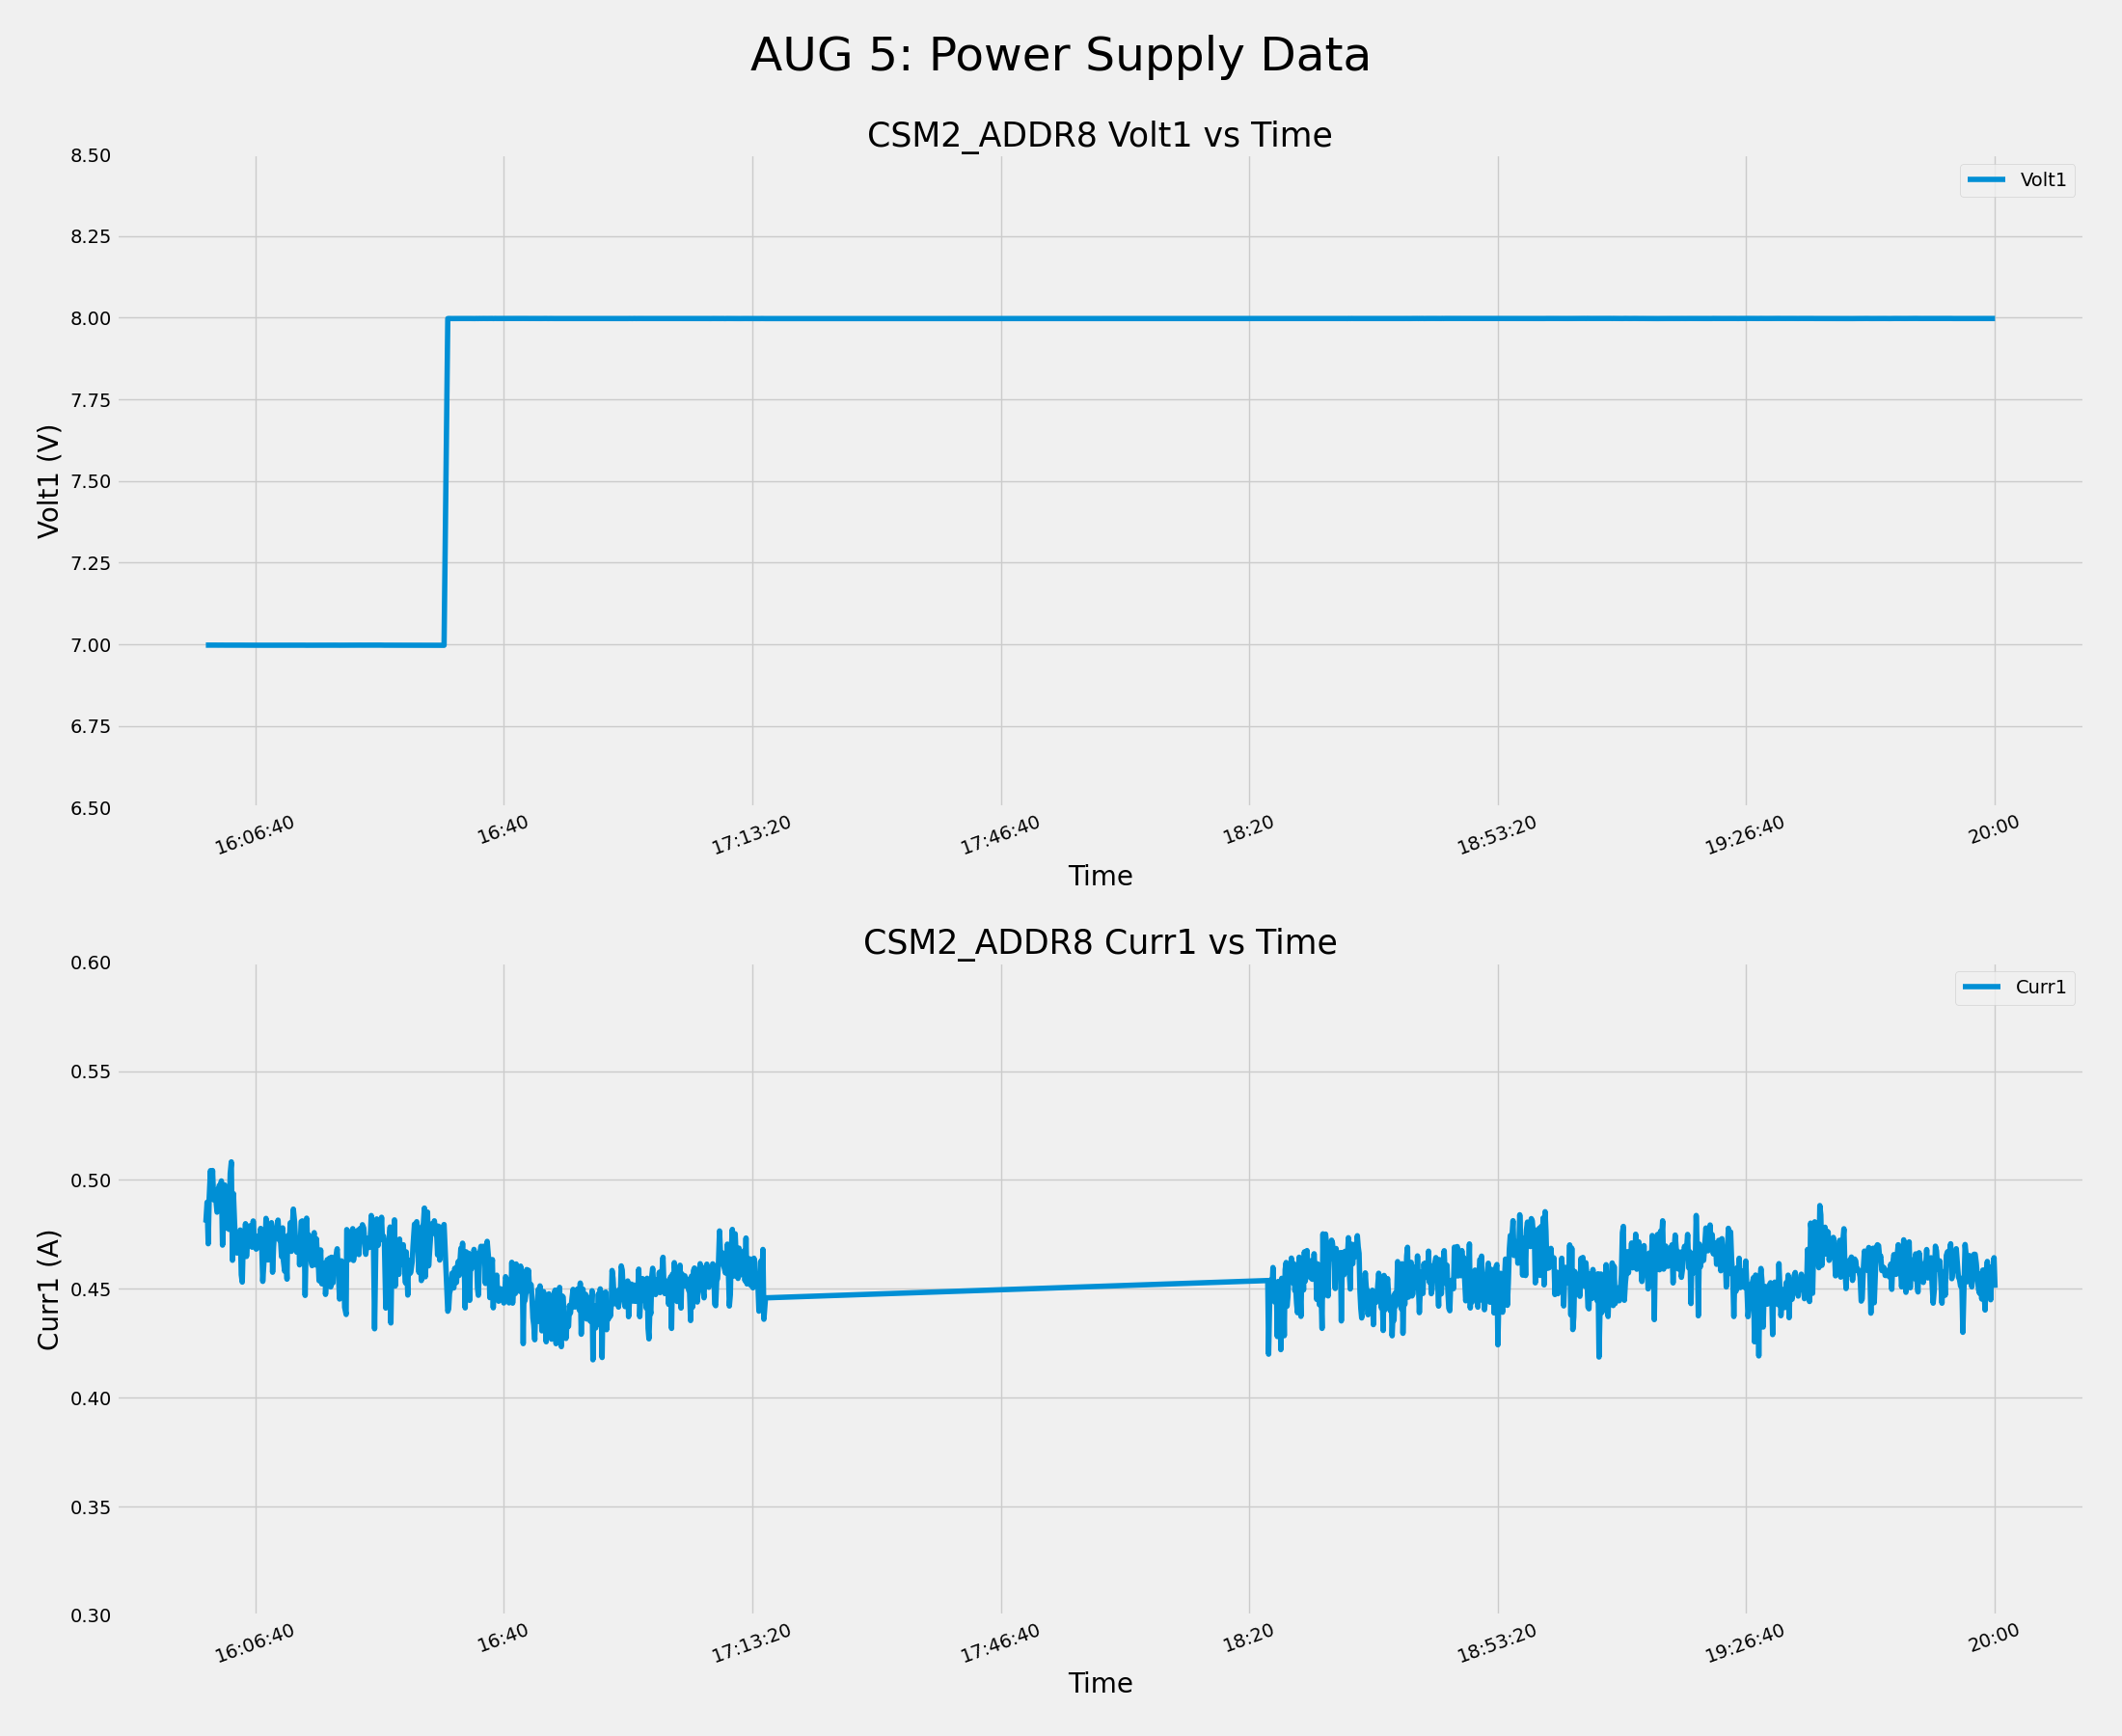 AUG 5: Power Supply Data
CSM2_ADDR8 Volt1 vs Time
8.50
8.25
8.00
7.75
7.50
7.25
7.00
6.75
6.50
Volt1 (V)
Volt1
16:06:40 16:40 17:13:20 17:46:40 18:20 18:53:20 19:26:40 20:00
Time
CSM2_ADDR8 Curr1 vs Time
0.60
0.55
0.50
0.45
0.40
0.35
0.30
Curr1 (A)
Curr1
16:06:40 16:40 17:13:20 17:46:40 18:20 18:53:20 19:26:40 20:00
Time